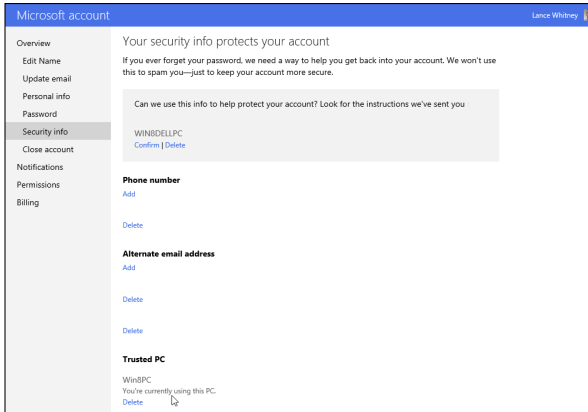 Microsoft account
Lance Whitney
Overview
Edit Name
Update email
Personal info
Password
Security info
Close account
Notifications
Permissions
Billing
Your security info protects your account
If you ever forget your password, we need a way to help you get back into your account. We won't use
this to spam you—just to keep your account more secure.
Can we use this info to help protect your account? Look for the instructions we've sent you
WIN8DELLPC
Confirm | Delete
Phone number
Add
Delete
Alternate email address
Add
Delete
Delete
Trusted PC
Win8PC
You're currently using this PC.
Delete